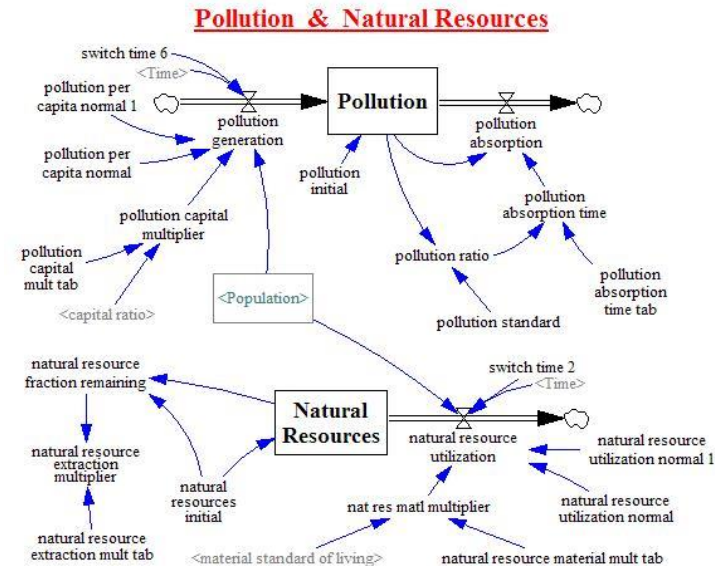 Pollution & Natural Resources
switch time 6
<Time>
pollution per
capita normal 1
pollution per
capita normal
pollution
generation
Pollution
pollution
initial
pollution
absorption
pollution
absorption time
pollution capital
multiplier
pollution
capital
mult tab
<capital ratio>
<Population>
pollution ratio
pollution
absorption
time tab
pollution standard
natural resource
fraction remaining
natural resource
extraction
multiplier
natural resource
extraction mult tab
natural
resources
initial
Natural
Resources
switch time 2
<Time>
natural resource
utilization
natural resource
utilization normal 1
natural resource
utilization normal
nat res matl multiplier
<material standard of living>
natural resource material mult tab